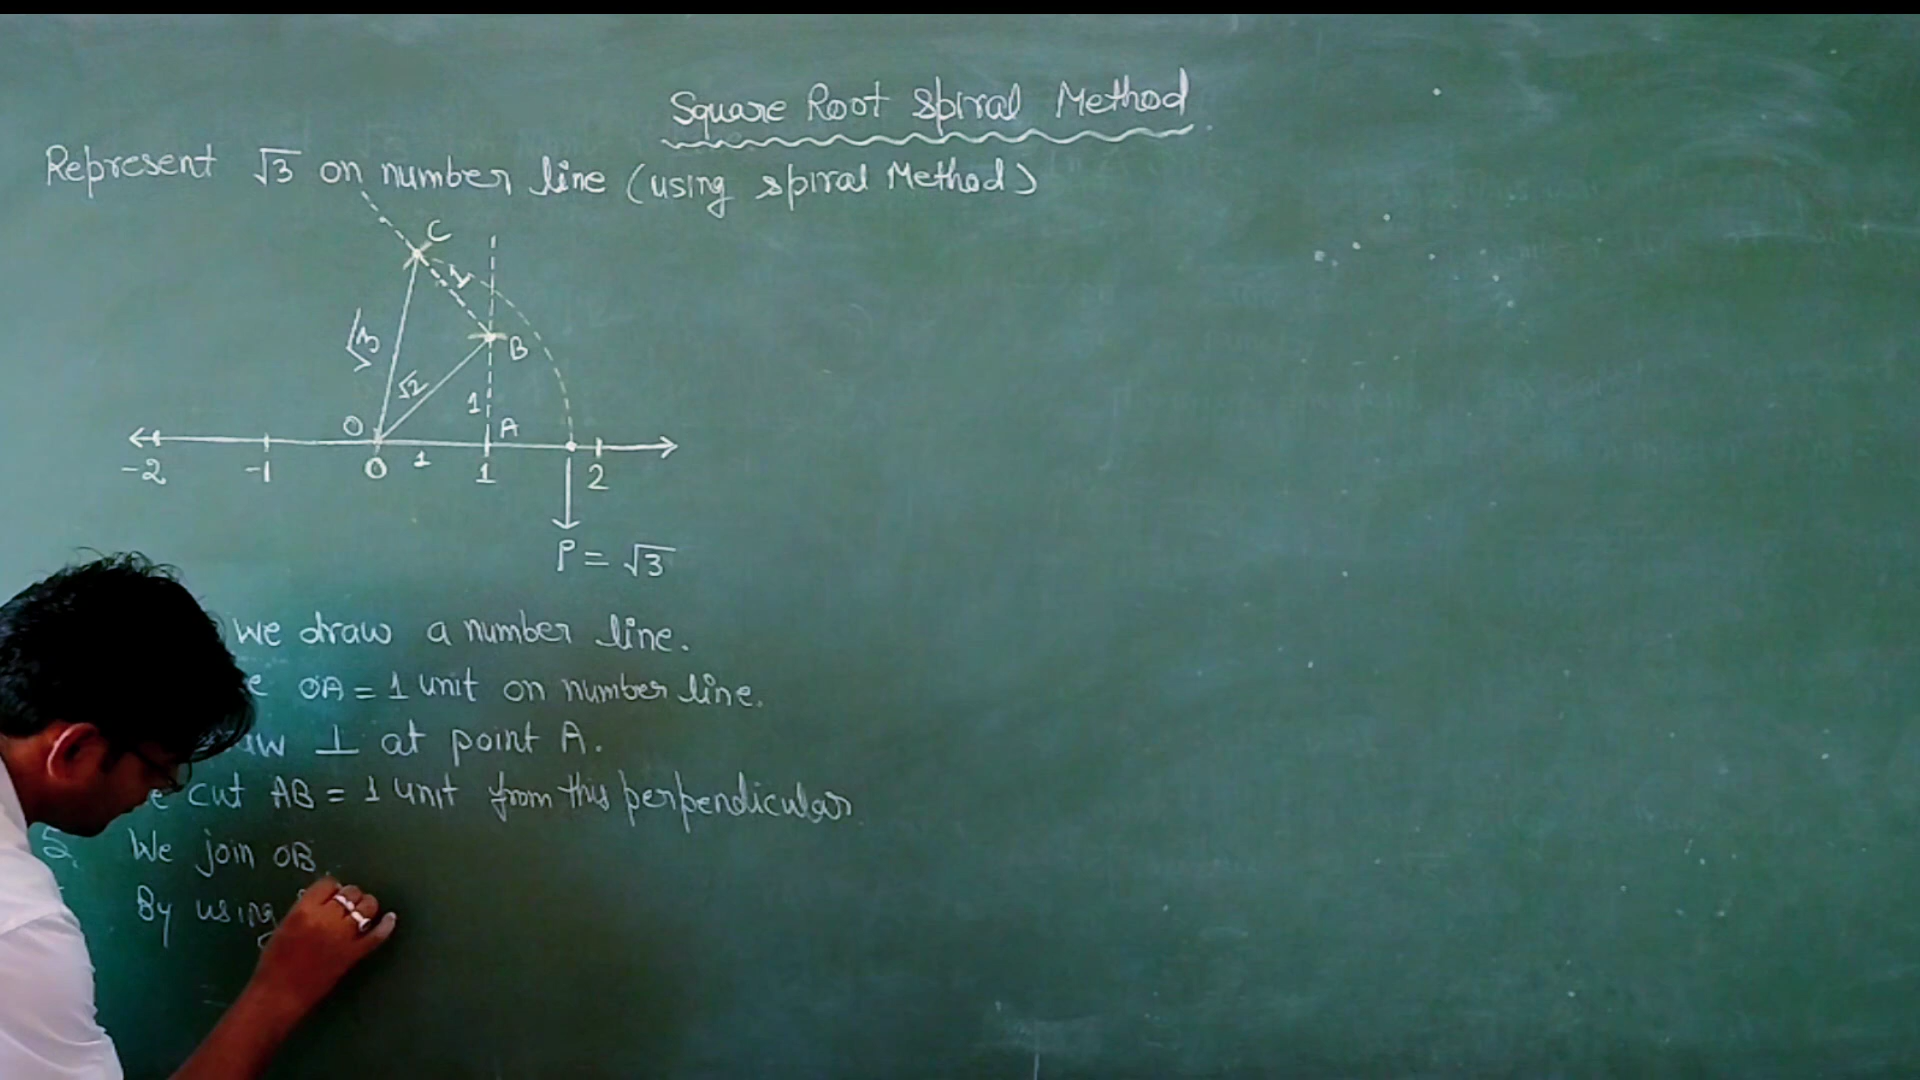 Square Root Spiral Method
Represent √3 on number line (using spiral Method)
C
1
√3
B
√2
1
O A
-2 -1 0 1 1 2
P = √3
We draw a number line.
OA = 1 unit on number line.
⊥ at point A.
cut AB = 1 unit from this perpendicular
5. We join OB.
By using